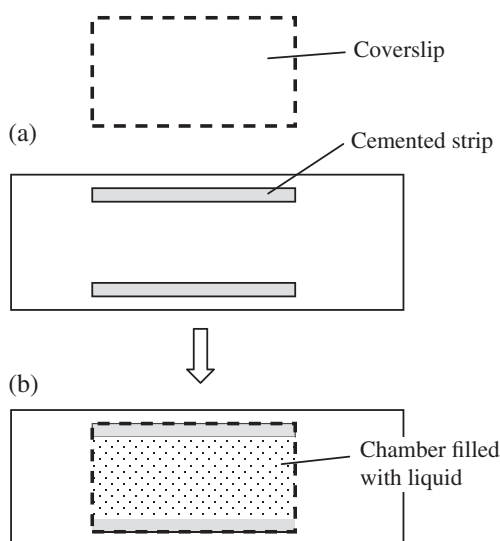 Coverslip
(a)
Cemented strip
(b)
Chamber filled
with liquid